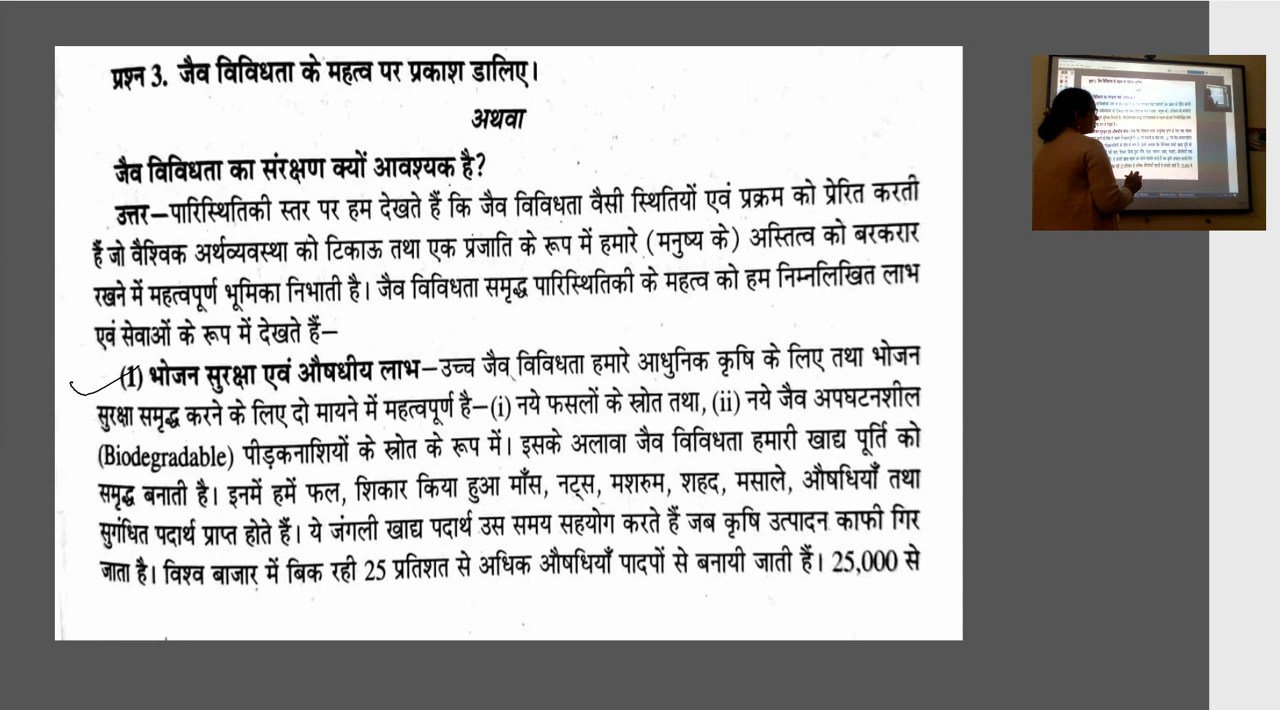 प्रश्न 3. जैव विविधता के महत्व पर प्रकाश डालिए।
अथवा
जैव विविधता का संरक्षण क्यों आवश्यक है?
उत्तर–पारिस्थितिकी स्तर पर हम देखते हैं कि जैव विविधता वैसी स्थितियों एवं प्रक्रम को प्रेरित करती
हैं जो वैश्विक अर्थव्यवस्था को टिकाऊ तथा एक प्रजाति के रूप में हमारे (मनुष्य के) अस्तित्व को बरकरार
रखने में महत्वपूर्ण भूमिका निभाती है। जैव विविधता समृद्ध पारिस्थितिकी के महत्व को हम निम्नलिखित लाभ
एवं सेवाओं के रूप में देखते हैं–
(1) भोजन सुरक्षा एवं औषधीय लाभ–उच्च जैव विविधता हमारे आधुनिक कृषि के लिए तथा भोजन
सुरक्षा समृद्ध करने के लिए दो मायने में महत्वपूर्ण है–(i) नये फसलों के स्रोत तथा, (ii) नये जैव अपघटनशील
(Biodegradable) पीड़कनाशियों के स्रोत के रूप में। इसके अलावा जैव विविधता हमारी खाद्य पूर्ति को
समृद्ध बनाती है। इनमें हमें फल, शिकार किया हुआ माँस, नट्स, मशरुम, शहद, मसाले, औषधियाँ तथा
सुगंधित पदार्थ प्राप्त होते हैं। ये जंगली खाद्य पदार्थ उस समय सहयोग करते हैं जब कृषि उत्पादन काफी गिर
जाता है। विश्व बाजार में बिक रही 25 प्रतिशत से अधिक औषधियाँ पादपों से बनायी जाती हैं। 25,000 से